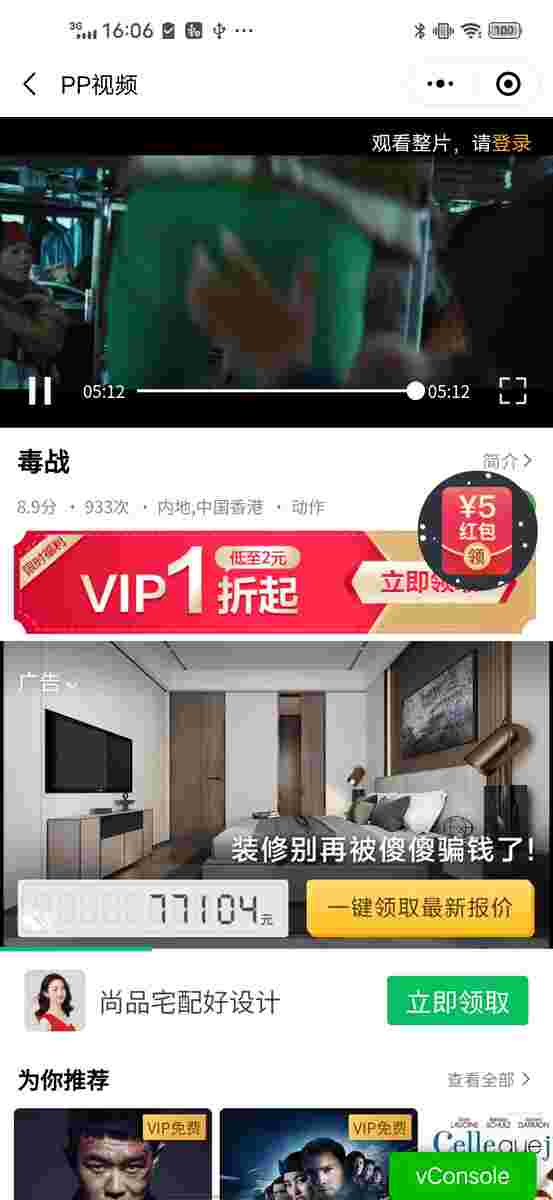 3G 16:06 100
PP视频
观看整片，请登录
05:12 05:12
毒战 简介
8.9分 · 933次 · 内地,中国香港 · 动作
¥5
红包
领
限时福利
低至2元
VIP1折起
立即领取
广告
装修别再被傻傻骗钱了!
77104元
一键领取最新报价
尚品宅配好设计 立即领取
为你推荐 查看全部
VIP免费 VIP免费
vConsole